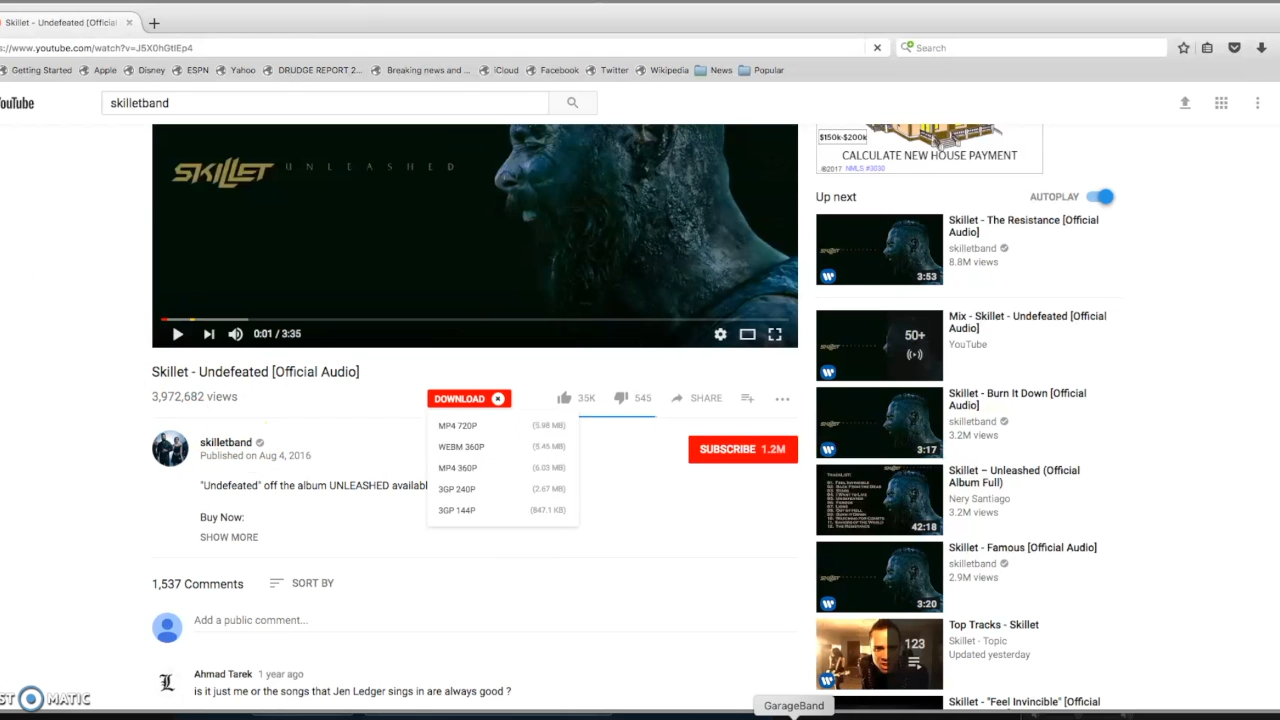 Skillet - Undefeated [Official
s://www.youtube.com/watch?v=J5X0hGtIEp4
Search
Getting Started
Apple
Disney
ESPN
Yahoo
DRUDGE REPORT 2...
Breaking news and ...
iCloud
Facebook
Twitter
Wikipedia
News
Popular
ouTube
skilletband
SKILLET UNLEASHED
0:01 / 3:35
Skillet - Undefeated [Official Audio]
3,972,682 views
DOWNLOAD
35K
545
SHARE
MP4 720P (5.98 MB)
WEBM 360P (5.45 MB)
MP4 360P (6.03 MB)
3GP 240P (2.67 MB)
3GP 144P (847.1 KB)
skilletband
Published on Aug 4, 2016
SUBSCRIBE 1.2M
"Undefeated" off the album UNLEASHED availabl
Buy Now:
SHOW MORE
1,537 Comments
SORT BY
Add a public comment...
Ahmad Tarek 1 year ago
is it just me or the songs that Jen Ledger sings in are always good ?
$150k-$200k
CALCULATE NEW HOUSE PAYMENT
©2017 NMLS #3030
Up next
AUTOPLAY
Skillet - The Resistance [Official
Audio]
skilletband
8.8M views
3:53
Mix - Skillet - Undefeated [Official
Audio]
YouTube
50+
Skillet - Burn It Down [Official
Audio]
skilletband
3.2M views
3:17
Skillet – Unleashed (Official
Album Full)
Nery Santiago
3.2M views
42:18
Skillet - Famous [Official Audio]
skilletband
2.9M views
3:20
Top Tracks - Skillet
Skillet - Topic
Updated yesterday
123
Skillet - "Feel Invincible" [Official
GarageBand
ST MATIC